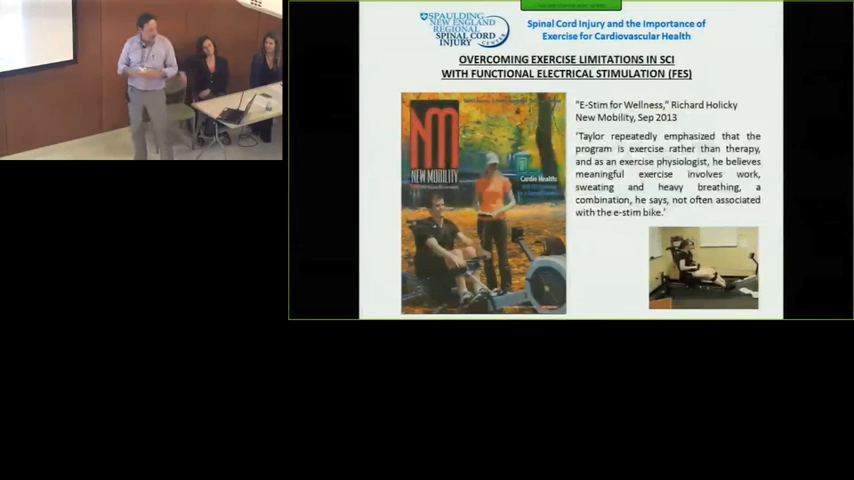 SPAULDING
NEW ENGLAND
REGIONAL
SPINAL CORD
INJURY CENTER
Spinal Cord Injury and the Importance of
Exercise for Cardiovascular Health
OVERCOMING EXERCISE LIMITATIONS IN SCI
WITH FUNCTIONAL ELECTRICAL STIMULATION (FES)
NM
NEW MOBILITY
Cardio Health:
"E-Stim for Wellness," Richard Holicky
New Mobility, Sep 2013
'Taylor repeatedly emphasized that the
program is exercise rather than therapy,
and as an exercise physiologist, he believes
meaningful exercise involves work,
sweating and heavy breathing, a
combination, he says, not often associated
with the e-stim bike.'